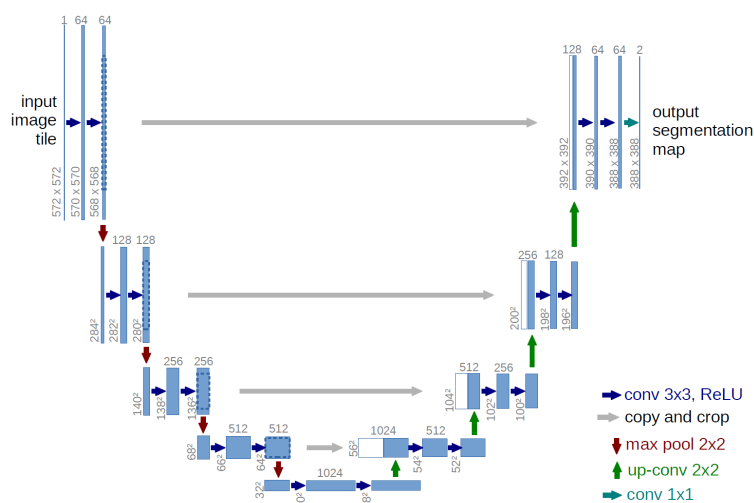 1 64 64
input
image
tile
572 x 572
570 x 570
568 x 568
128 64 64 2
output
segmentation
map
392 x 392
390 x 390
388 x 388
388 x 388
128 128
284²
282²
280²
256 128
200²
198²
196²
256 256
140²
138²
136²
512 256
104²
102²
100²
512 512
68²
66²
64²
1024 512
56²
54²
52²
1024
32²
0²
8²
conv 3x3, ReLU
copy and crop
max pool 2x2
up-conv 2x2
conv 1x1